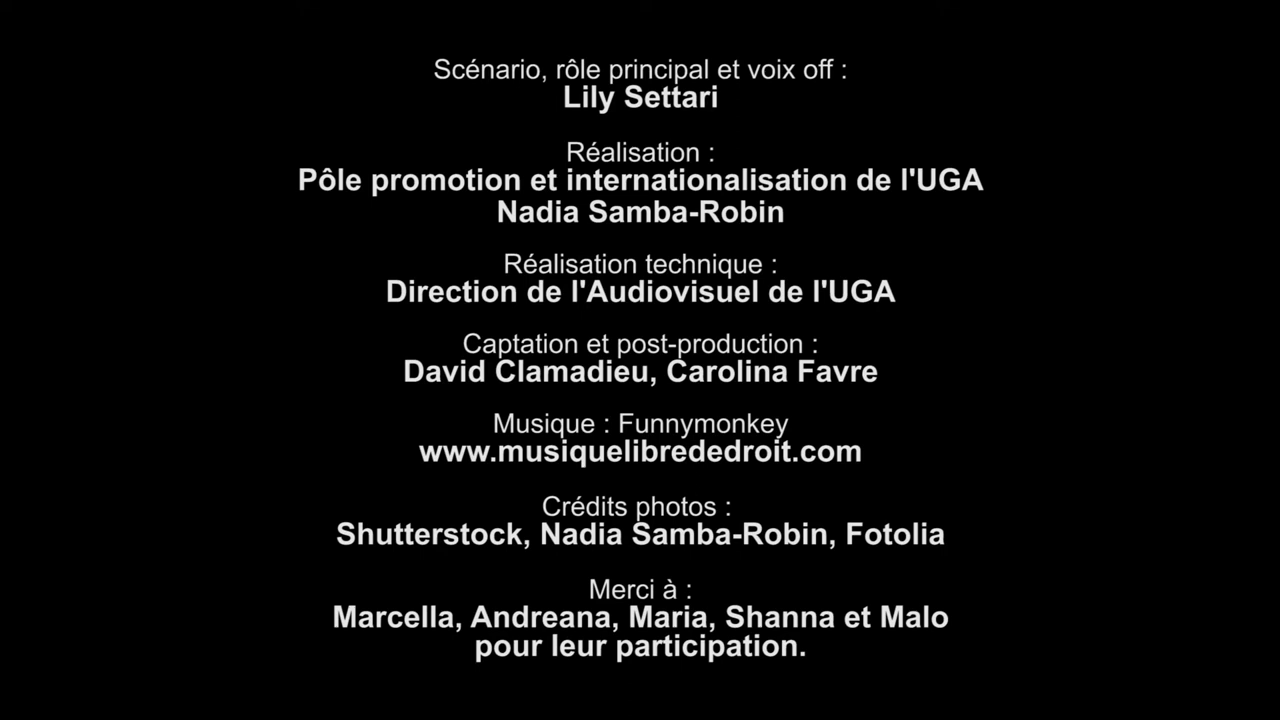 Scénario, rôle principal et voix off :
Lily Settari
Réalisation :
Pôle promotion et internationalisation de l'UGA
Nadia Samba-Robin
Réalisation technique :
Direction de l'Audiovisuel de l'UGA
Captation et post-production :
David Clamadieu, Carolina Favre
Musique : Funnymonkey
www.musiquelibrededroit.com
Crédits photos :
Shutterstock, Nadia Samba-Robin, Fotolia
Merci à :
Marcella, Andreana, Maria, Shanna et Malo
pour leur participation.